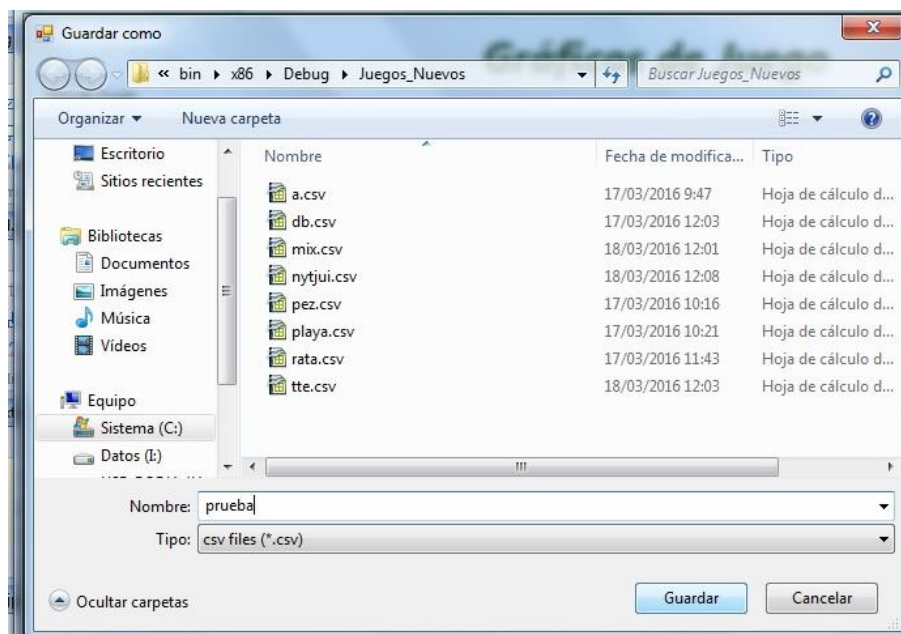 Guardar como
Gráficos de Juego
« bin ▸ x86 ▸ Debug ▸ Juegos_Nuevos
Buscar Juegos_Nuevos
Organizar
Nueva carpeta
Escritorio
Sitios recientes
Bibliotecas
Documentos
Imágenes
Música
Vídeos
Equipo
Sistema (C:)
Datos (I:)
Nombre Fecha de modifica... Tipo
a.csv 17/03/2016 9:47 Hoja de cálculo d...
db.csv 17/03/2016 12:03 Hoja de cálculo d...
mix.csv 18/03/2016 12:01 Hoja de cálculo d...
nytjui.csv 18/03/2016 12:08 Hoja de cálculo d...
pez.csv 17/03/2016 10:16 Hoja de cálculo d...
playa.csv 17/03/2016 10:21 Hoja de cálculo d...
rata.csv 17/03/2016 11:43 Hoja de cálculo d...
tte.csv 18/03/2016 12:03 Hoja de cálculo d...
Nombre: prueba
Tipo: csv files (*.csv)
Ocultar carpetas
Guardar
Cancelar